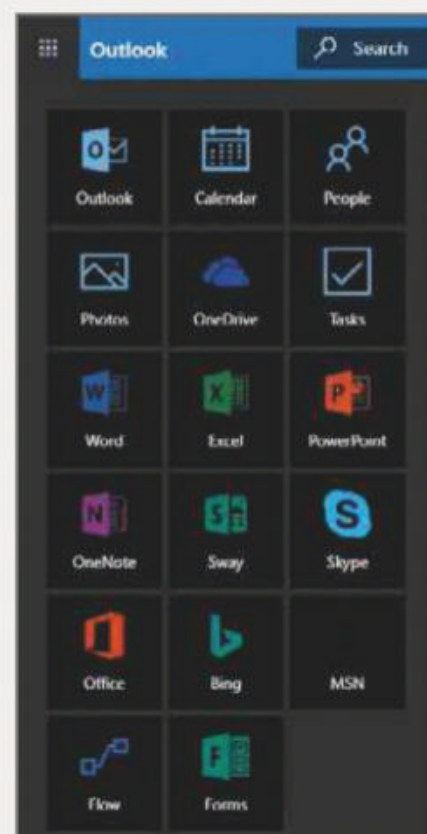 Outlook Search
Outlook Calendar People
Photos OneDrive Tasks
Word Excel PowerPoint
OneNote Sway Skype
Office Bing MSN
Flow Forms